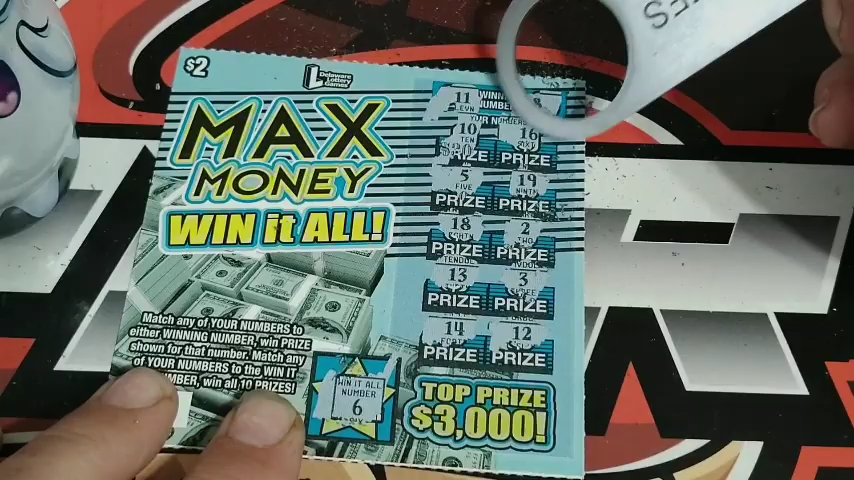 $2
Delaware
Lottery
Games
MAX
MONEY
WIN it ALL!
11
WINN
NUMBER
YOUR NUMBERS
10 16
TEN
PRIZE PRIZE
5 19
FIVE
PRIZE PRIZE
18 2
TWO
PRIZE PRIZE
13 3
PRIZE PRIZE
14 12
PRIZE PRIZE
Match any of YOUR NUMBERS to
either WINNING NUMBER, win PRIZE
shown for that number. Match any
of YOUR NUMBERS to the WIN IT
NUMBER, win all 10 PRIZES!
WIN IT ALL
NUMBER
6
TOP PRIZE
$3,000!